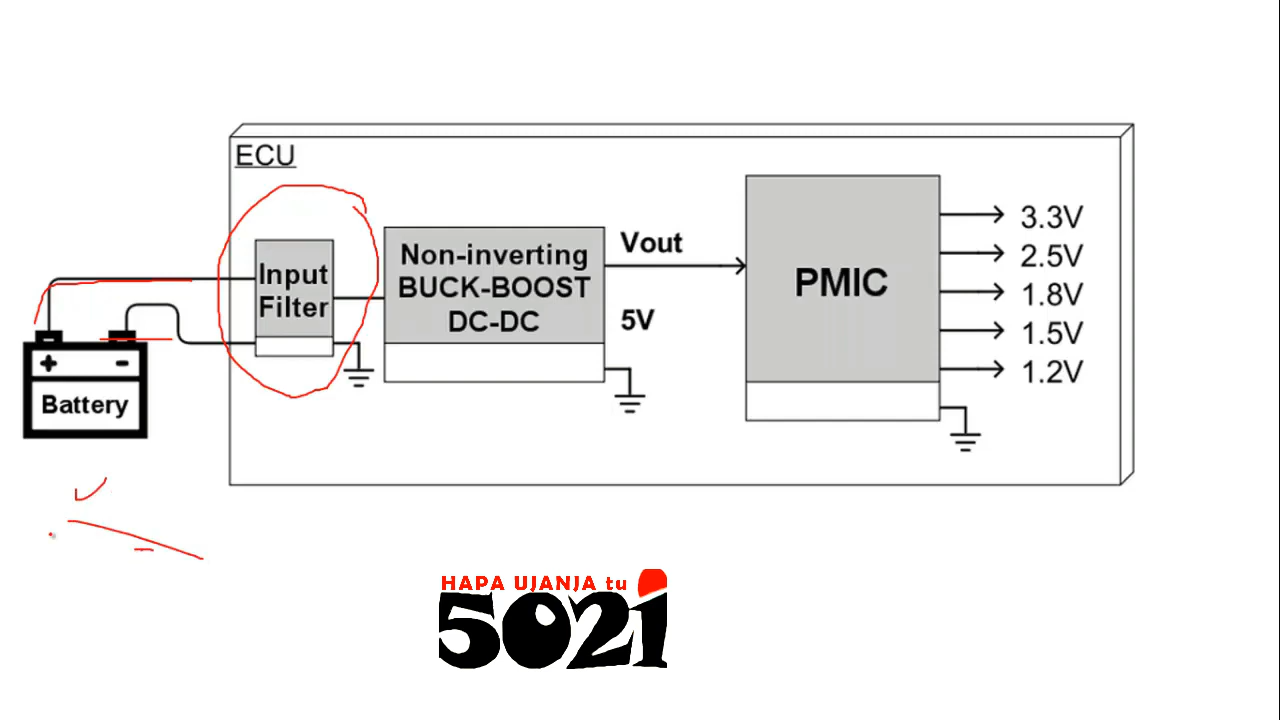 ECU
Input
Filter
Non-inverting
BUCK-BOOST
DC-DC
Vout
5V
PMIC
3.3V
2.5V
1.8V
1.5V
1.2V
+ -
Battery
HAPA UJANJA tu
5021